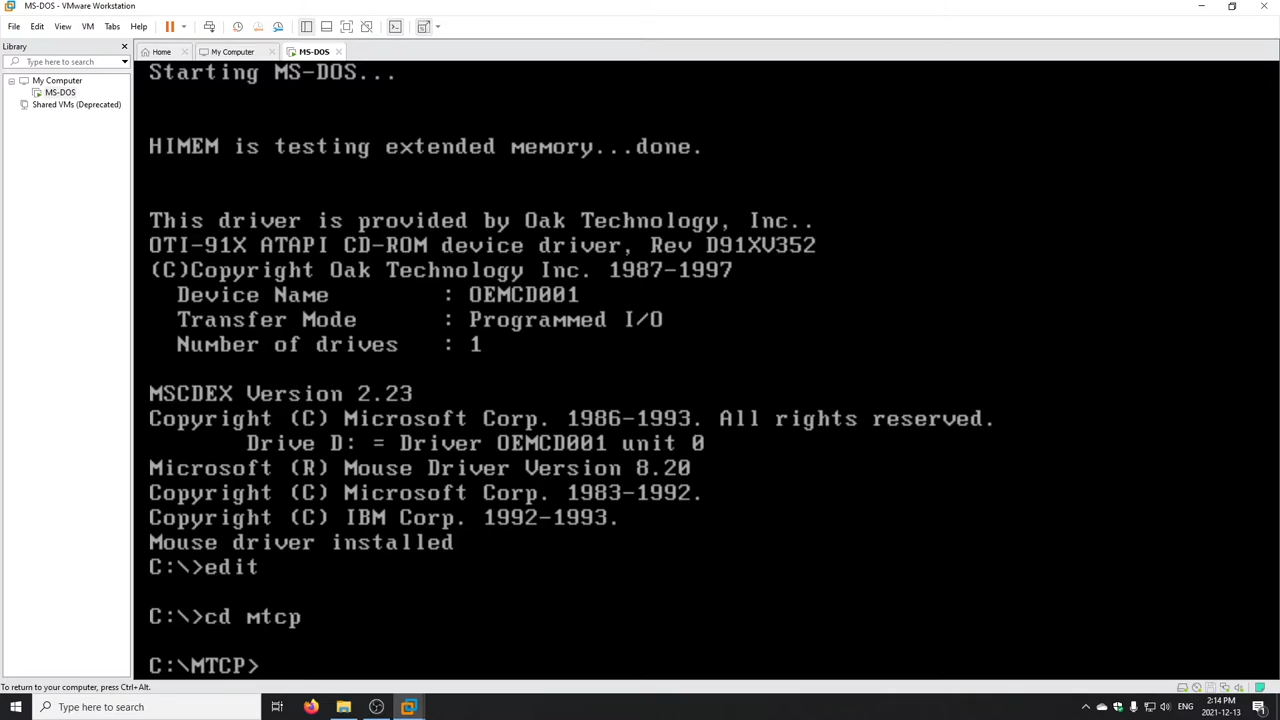 MS-DOS - VMware Workstation
File Edit View VM Tabs Help
Library
Type here to search
My Computer
MS-DOS
Shared VMs (Deprecated)
Home
My Computer
MS-DOS
Starting MS-DOS...
HIMEM is testing extended memory...done.
This driver is provided by Oak Technology, Inc..
OTI-91X ATAPI CD-ROM device driver, Rev D91XV352
(C)Copyright Oak Technology Inc. 1987-1997
Device Name : OEMCD001
Transfer Mode : Programmed I/O
Number of drives : 1
MSCDEX Version 2.23
Copyright (C) Microsoft Corp. 1986-1993. All rights reserved.
Drive D: = Driver OEMCD001 unit 0
Microsoft (R) Mouse Driver Version 8.20
Copyright (C) Microsoft Corp. 1983-1992.
Copyright (C) IBM Corp. 1992-1993.
Mouse driver installed
C:\>edit
C:\>cd mtcp
C:\MTCP>
To return to your computer, press Ctrl+Alt.
Type here to search
ENG
2:14 PM
2021-12-13